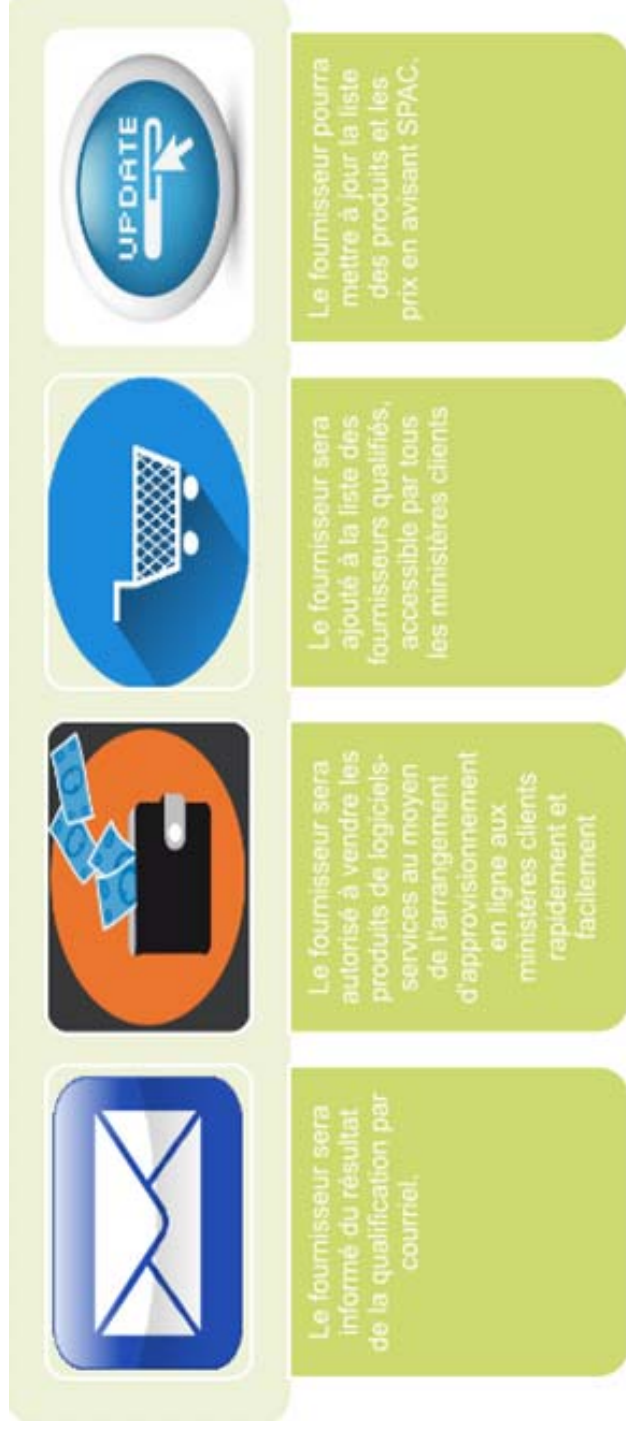 Le fournisseur sera
informé du résultat
de la qualification par
courriel.
Le fournisseur sera
autorisé à vendre les
produits de logiciels-
services au moyen
de l'arrangement
d'approvisionnement
en ligne aux
ministères clients
rapidement et
facilement
Le fournisseur sera
ajouté à la liste des
fournisseurs qualifiés,
accessible par tous
les ministères clients
UPDATE
Le fournisseur pourra
mettre à jour la liste
des produits et les
prix en avisant SPAC.